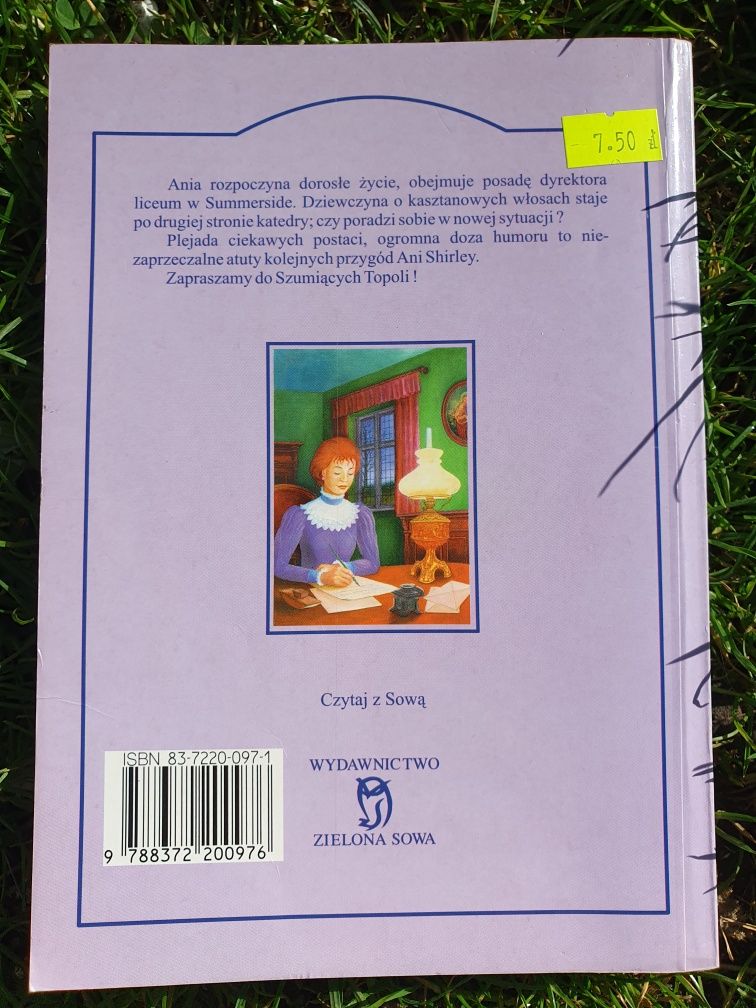 7.50 zł
Ania rozpoczyna dorosłe życie, obejmuje posadę dyrektora
liceum w Summerside. Dziewczyna o kasztanowych włosach staje
po drugiej stronie katedry; czy poradzi sobie w nowej sytuacji ?
Plejada ciekawych postaci, ogromna doza humoru to nie-
zaprzeczalne atuty kolejnych przygód Ani Shirley.
Zapraszamy do Szumiących Topoli !
Czytaj z Sową
ISBN 83-7220-097-1
9 788372 200976
WYDAWNICTWO
ZIELONA SOWA